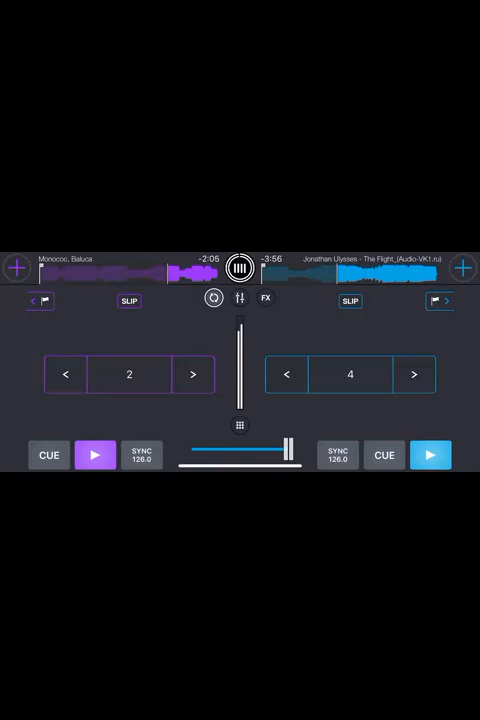 Monococ, Baluca -2:05 -3:56 Jonathan Ulysses - The Flight_(Audio-VK1.ru)
SLIP FX SLIP
< 2 > < 4 >
CUE SYNC 126.0 SYNC 126.0 CUE